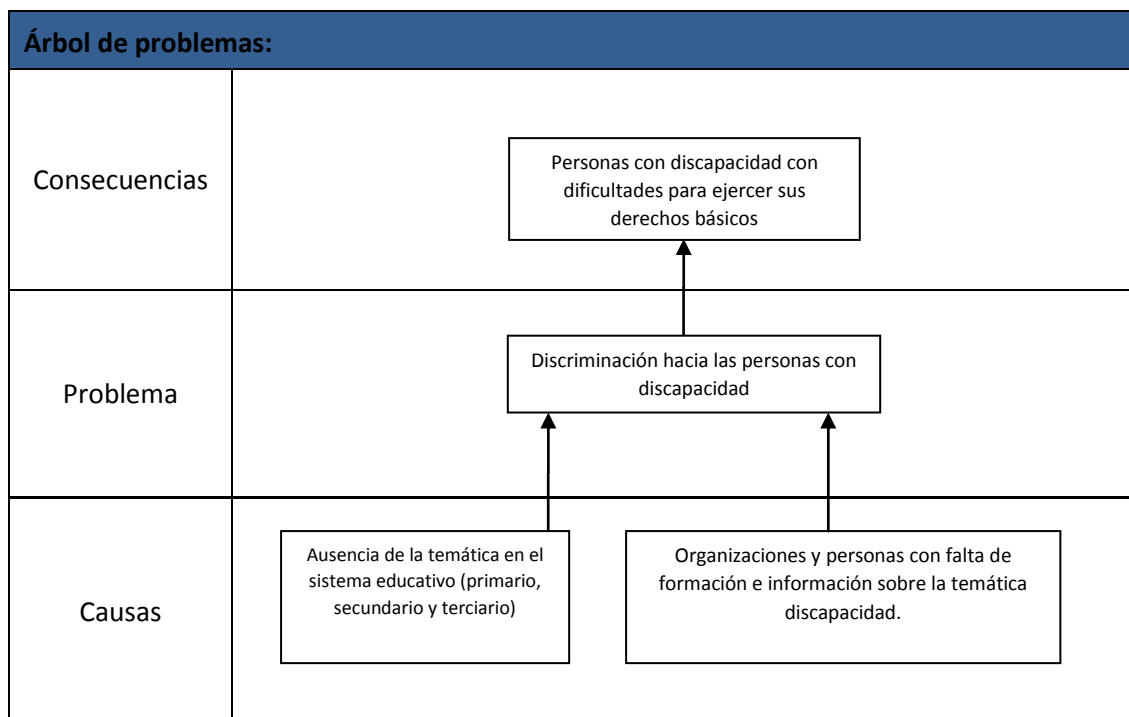 Árbol de problemas:
Consecuencias
Personas con discapacidad con
dificultades para ejercer sus
derechos básicos
Problema
Discriminación hacia las personas con
discapacidad
Causas
Ausencia de la temática en el
sistema educativo (primario,
secundario y terciario)
Organizaciones y personas con falta de
formación e información sobre la temática
discapacidad.